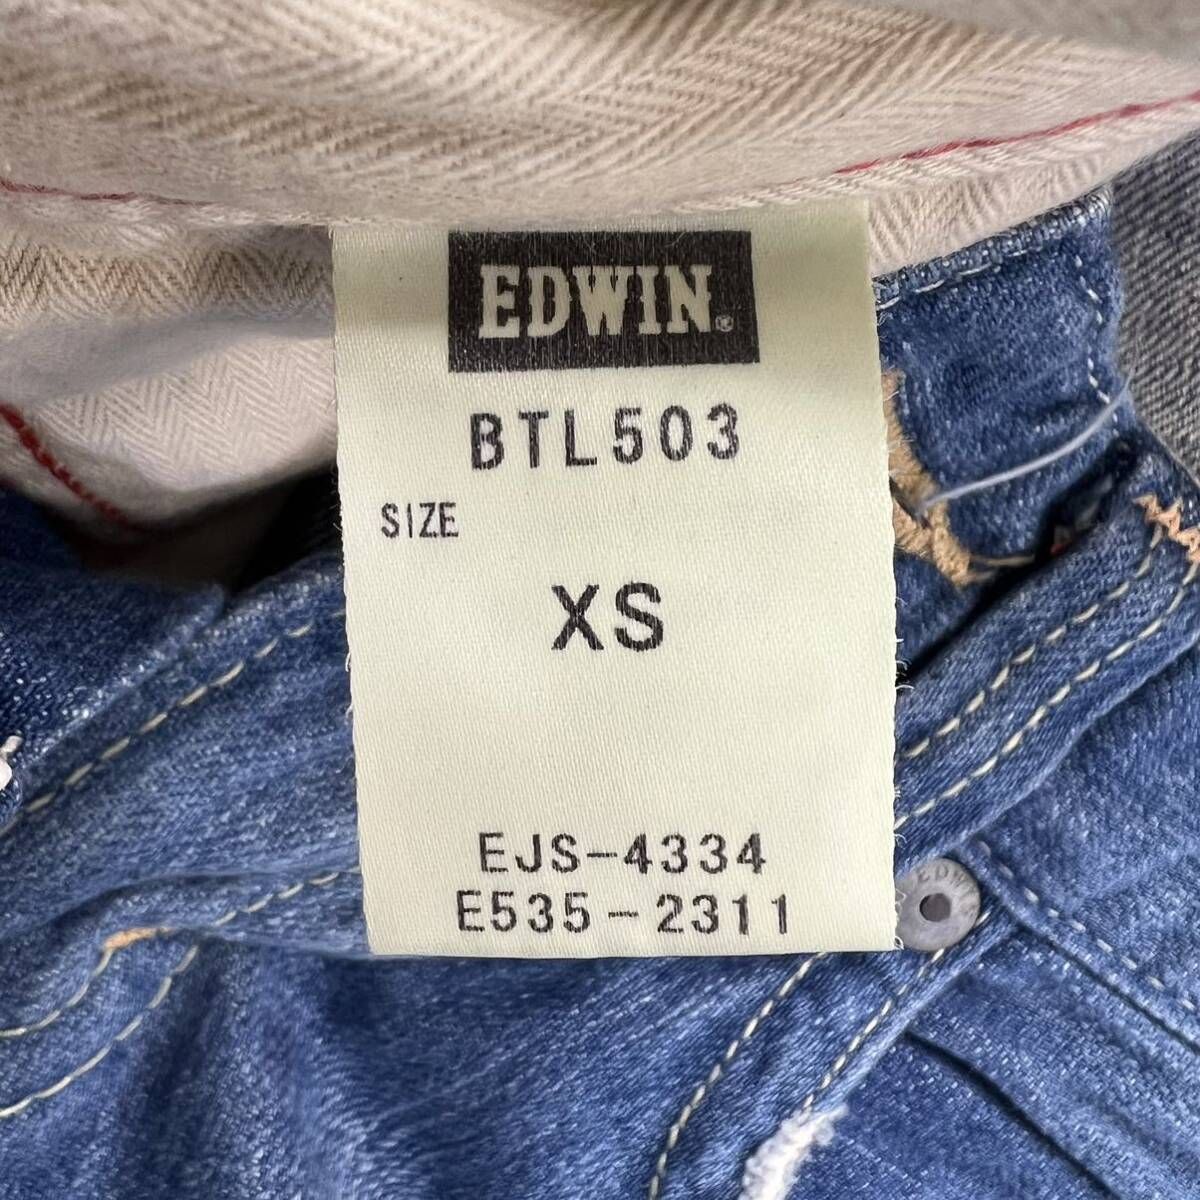 EDWIN®
BTL503
SIZE
XS
EJS-4334
E535-2311
EDWIN